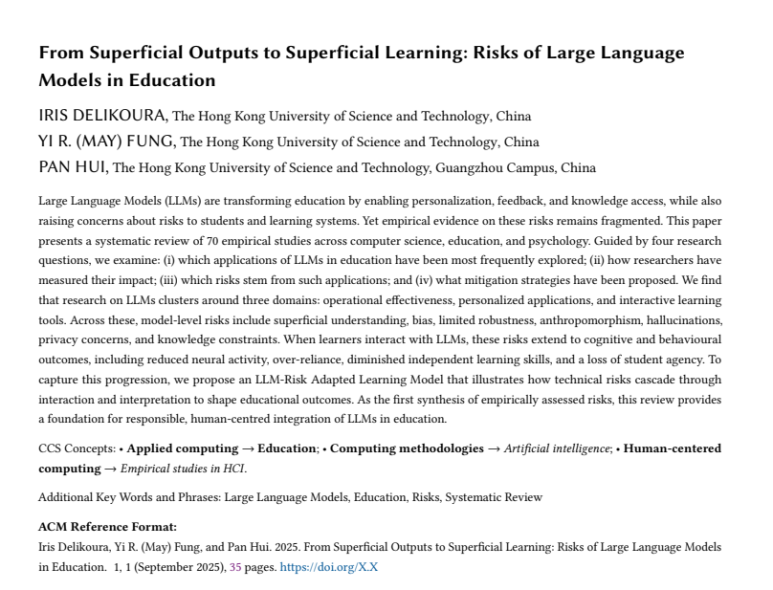 From Superficial Outputs to Superficial Learning: Risks of Large Language
Models in Education
IRIS DELIKOURA, The Hong Kong University of Science and Technology, China
YI R. (MAY) FUNG, The Hong Kong University of Science and Technology, China
PAN HUI, The Hong Kong University of Science and Technology, Guangzhou Campus, China
Large Language Models (LLMs) are transforming education by enabling personalization, feedback, and knowledge access, while also
raising concerns about risks to students and learning systems. Yet empirical evidence on these risks remains fragmented. This paper
presents a systematic review of 70 empirical studies across computer science, education, and psychology. Guided by four research
questions, we examine: (i) which applications of LLMs in education have been most frequently explored; (ii) how researchers have
measured their impact; (iii) which risks stem from such applications; and (iv) what mitigation strategies have been proposed. We find
that research on LLMs clusters around three domains: operational effectiveness, personalized applications, and interactive learning
tools. Across these, model-level risks include superficial understanding, bias, limited robustness, anthropomorphism, hallucinations,
privacy concerns, and knowledge constraints. When learners interact with LLMs, these risks extend to cognitive and behavioural
outcomes, including reduced neural activity, over-reliance, diminished independent learning skills, and a loss of student agency. To
capture this progression, we propose an LLM-Risk Adapted Learning Model that illustrates how technical risks cascade through
interaction and interpretation to shape educational outcomes. As the first synthesis of empirically assessed risks, this review provides
a foundation for responsible, human-centred integration of LLMs in education.
CCS Concepts: • Applied computing → Education; • Computing methodologies → Artificial intelligence; • Human-centered
computing → Empirical studies in HCI.
Additional Key Words and Phrases: Large Language Models, Education, Risks, Systematic Review
ACM Reference Format:
Iris Delikoura, Yi R. (May) Fung, and Pan Hui. 2025. From Superficial Outputs to Superficial Learning: Risks of Large Language Models
in Education. 1, 1 (September 2025), 35 pages. https://doi.org/X.X